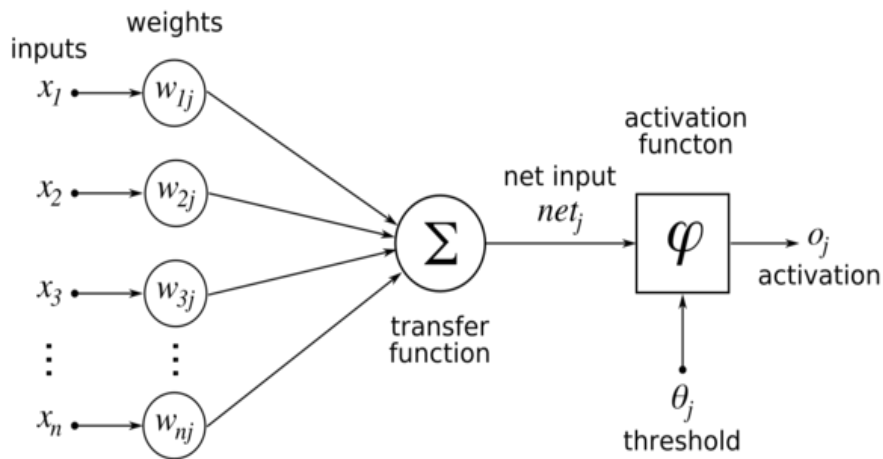 weights
inputs
x1
w1j
x2
w2j
x3
w3j
⋮
⋮
xn
wnj
Σ
transfer
function
net input
netj
activation
functon
φ
oj
activation
θj
threshold